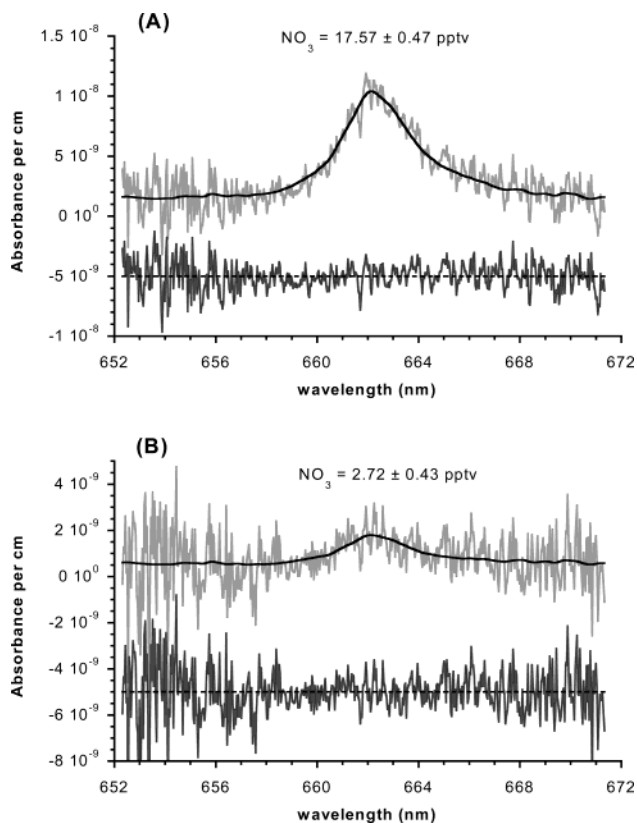 (A)
NO3 = 17.57 ± 0.47 pptv
1.5 10^-8
1 10^-8
5 10^-9
0 10^0
-5 10^-9
-1 10^-8
Absorbance per cm
652 656 660 664 668 672
wavelength (nm)
(B)
NO3 = 2.72 ± 0.43 pptv
4 10^-9
2 10^-9
0 10^0
-2 10^-9
-4 10^-9
-6 10^-9
-8 10^-9
Absorbance per cm
652 656 660 664 668 672
wavelength (nm)